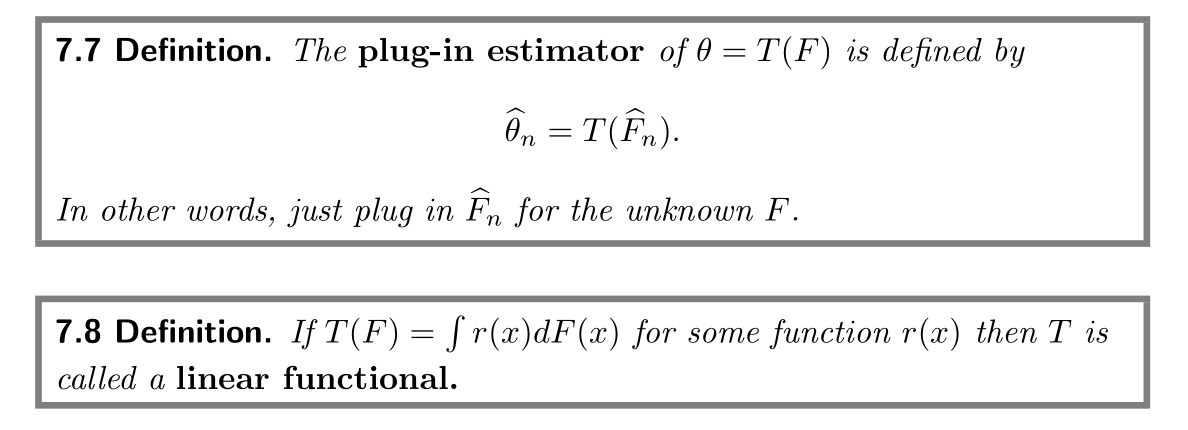 7.7 Definition. The plug-in estimator of θ = T(F) is defined by
θ̂ₙ = T(F̂ₙ).
In other words, just plug in F̂ₙ for the unknown F.
7.8 Definition. If T(F) = ∫ r(x)dF(x) for some function r(x) then T is
called a linear functional.